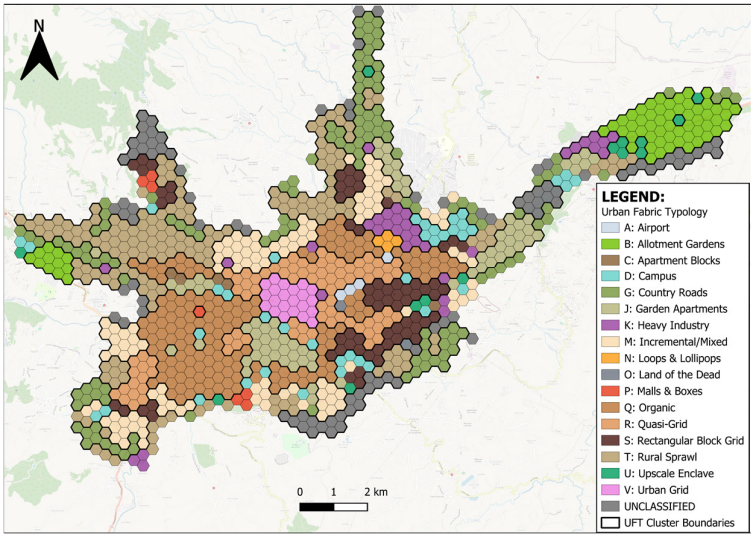 N
LEGEND:
Urban Fabric Typology
A: Airport
B: Allotment Gardens
C: Apartment Blocks
D: Campus
G: Country Roads
J: Garden Apartments
K: Heavy Industry
M: Incremental/Mixed
N: Loops & Lollipops
O: Land of the Dead
P: Malls & Boxes
Q: Organic
R: Quasi-Grid
S: Rectangular Block Grid
T: Rural Sprawl
U: Upscale Enclave
V: Urban Grid
UNCLASSIFIED
UFT Cluster Boundaries
0 1 2 km